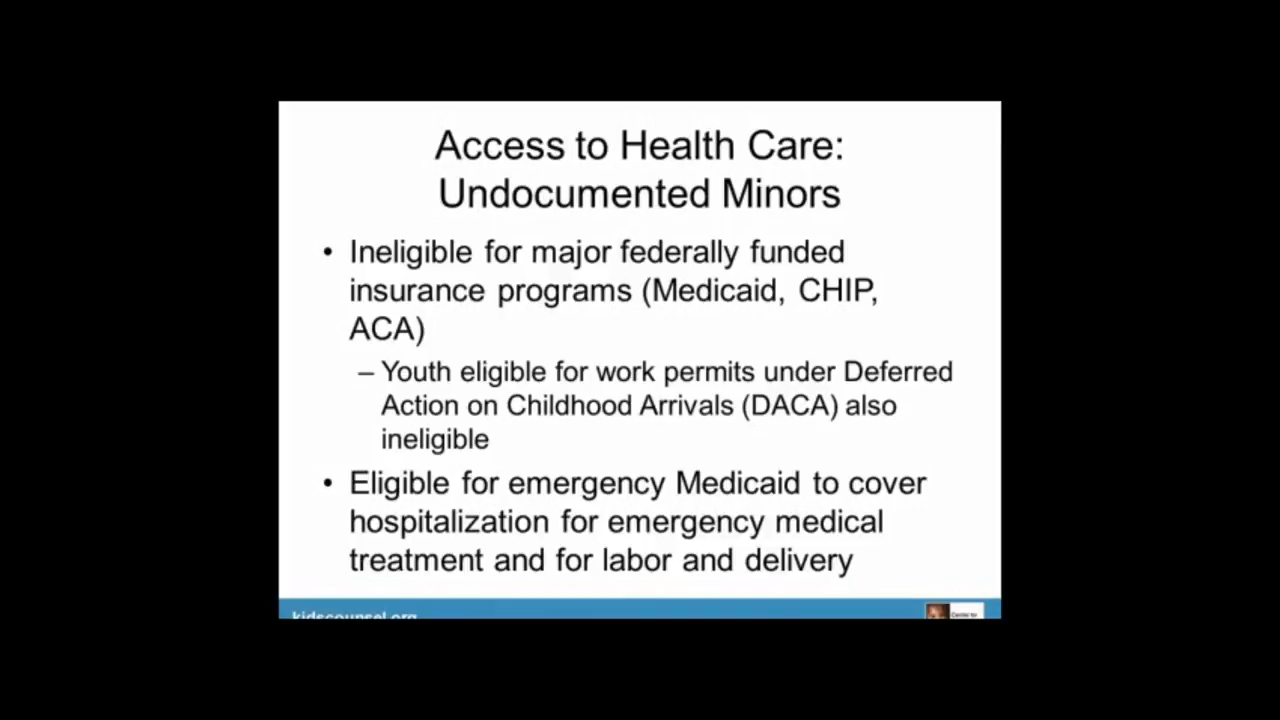 Access to Health Care:
Undocumented Minors
• Ineligible for major federally funded
insurance programs (Medicaid, CHIP,
ACA)
– Youth eligible for work permits under Deferred
Action on Childhood Arrivals (DACA) also
ineligible
• Eligible for emergency Medicaid to cover
hospitalization for emergency medical
treatment and for labor and delivery
kidscounsel.org
Center for